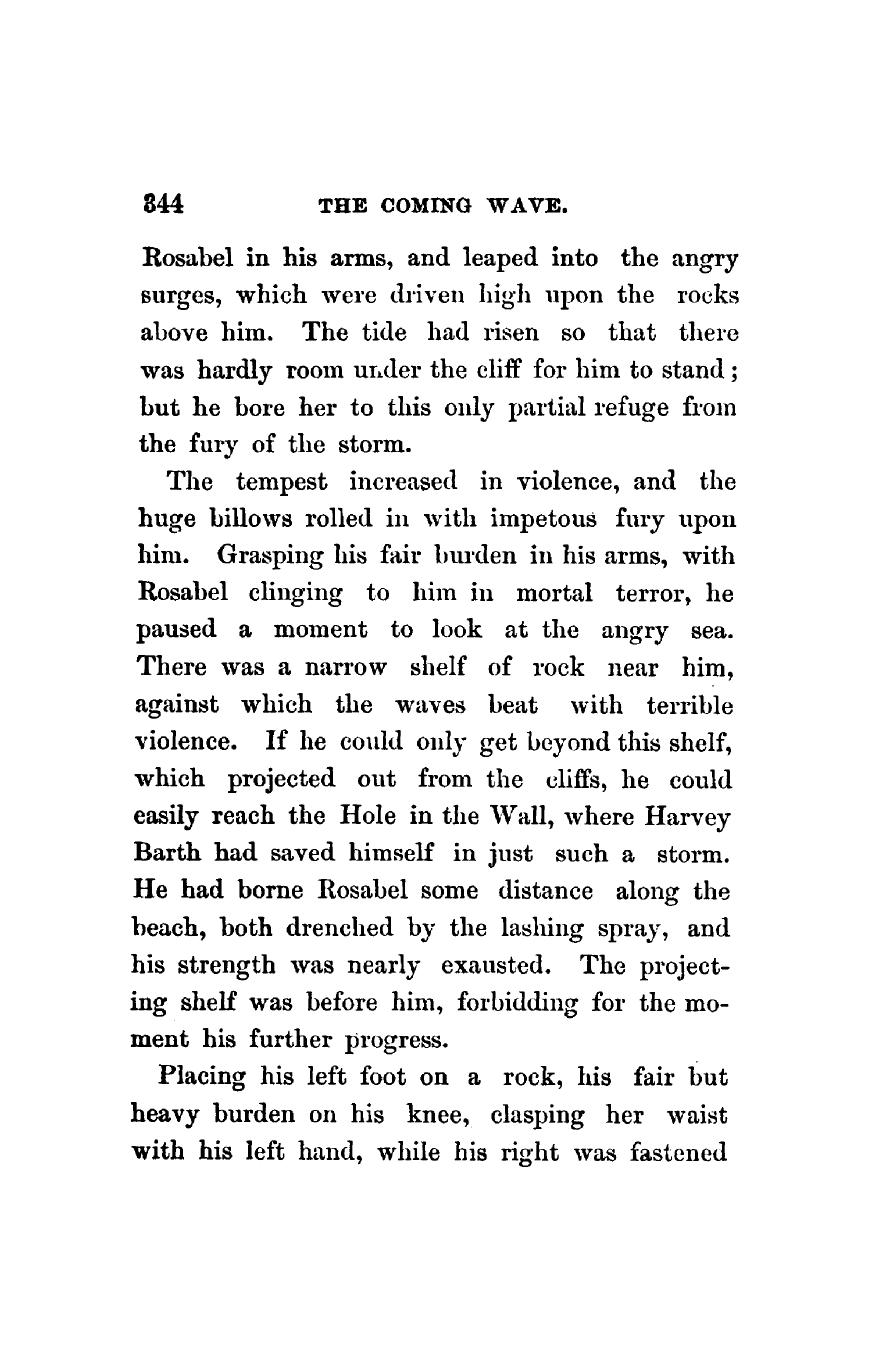 344 THE COMING WAVE.
Rosabel in his arms, and leaped into the angry
surges, which were driven high upon the rocks
above him. The tide had risen so that there
was hardly room under the cliff for him to stand;
but he bore her to this only partial refuge from
the fury of the storm.
The tempest increased in violence, and the
huge billows rolled in with impetous fury upon
him. Grasping his fair burden in his arms, with
Rosabel clinging to him in mortal terror, he
paused a moment to look at the angry sea.
There was a narrow shelf of rock near him,
against which the waves beat with terrible
violence. If he could only get beyond this shelf,
which projected out from the cliffs, he could
easily reach the Hole in the Wall, where Harvey
Barth had saved himself in just such a storm.
He had borne Rosabel some distance along the
beach, both drenched by the lashing spray, and
his strength was nearly exausted. The project-
ing shelf was before him, forbidding for the mo-
ment his further progress.
Placing his left foot on a rock, his fair but
heavy burden on his knee, clasping her waist
with his left hand, while his right was fastened